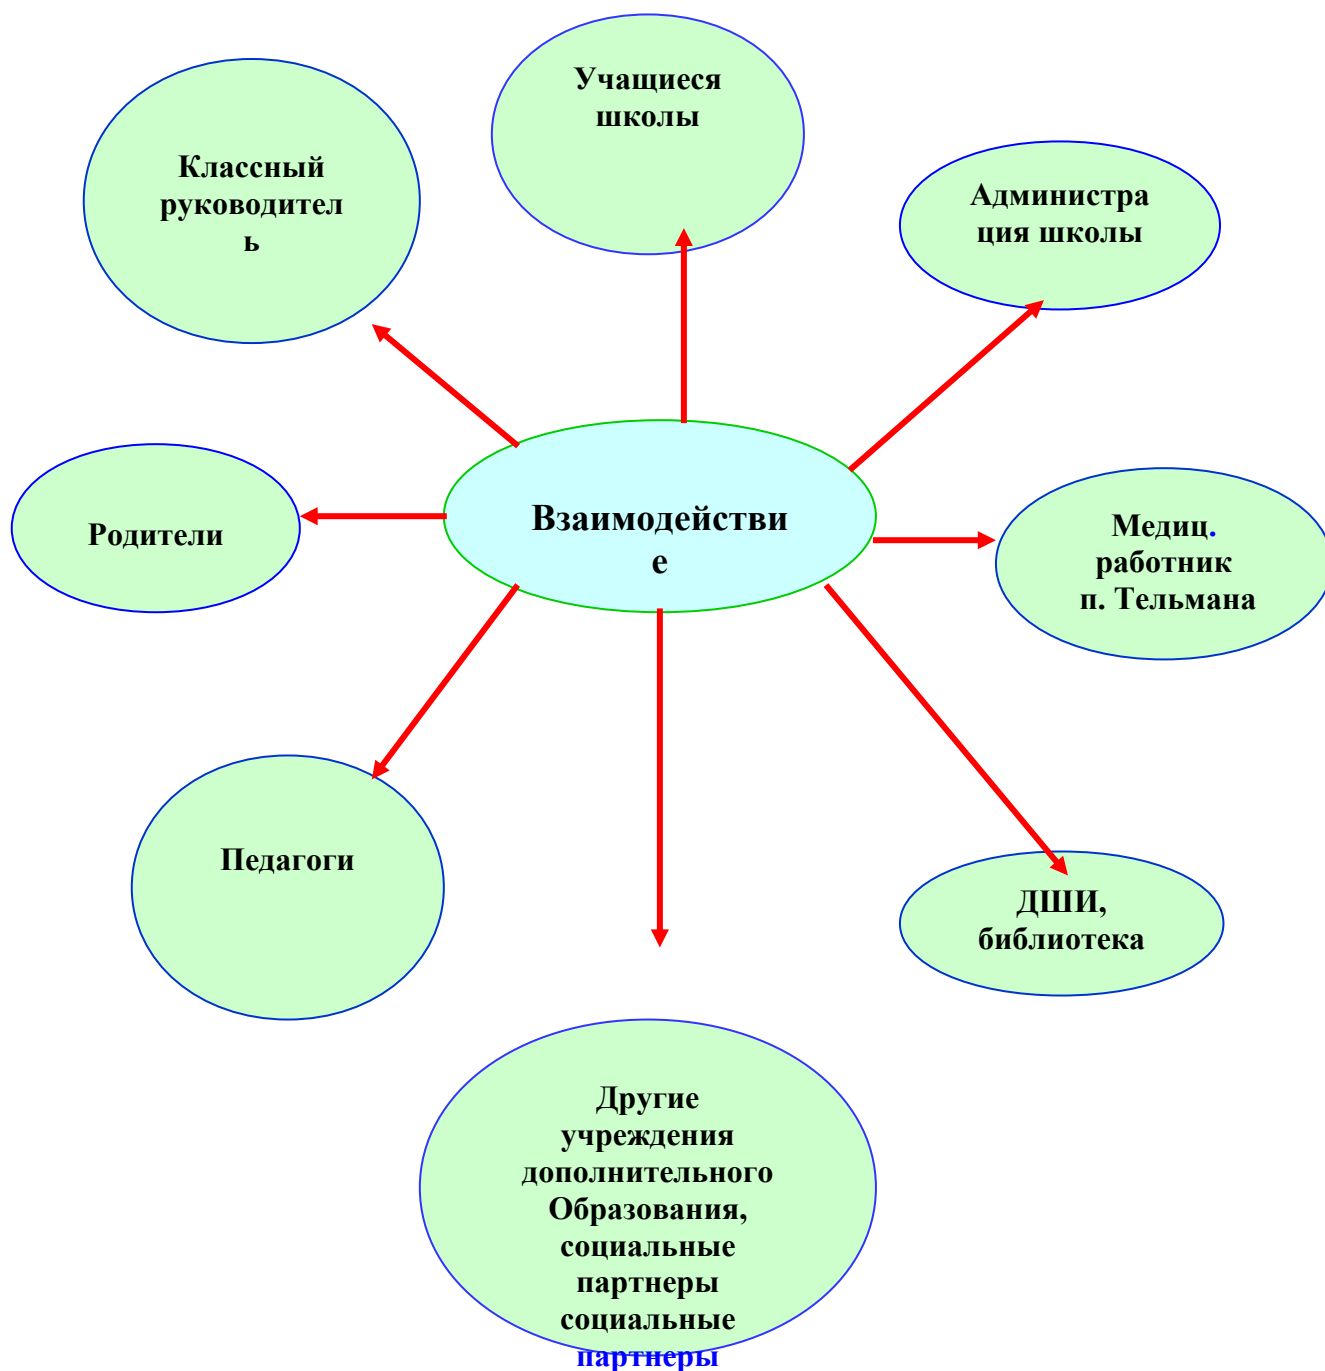 Учащиеся
школы
Классный
руководител
ь
Администра
ция школы
Взаимодействи
е
Родители
Медиц.
работник
п. Тельмана
Педагоги
ДШИ,
библиотека
Другие
учреждения
дополнительного
Образования,
социальные
партнеры
социальные
партнеры